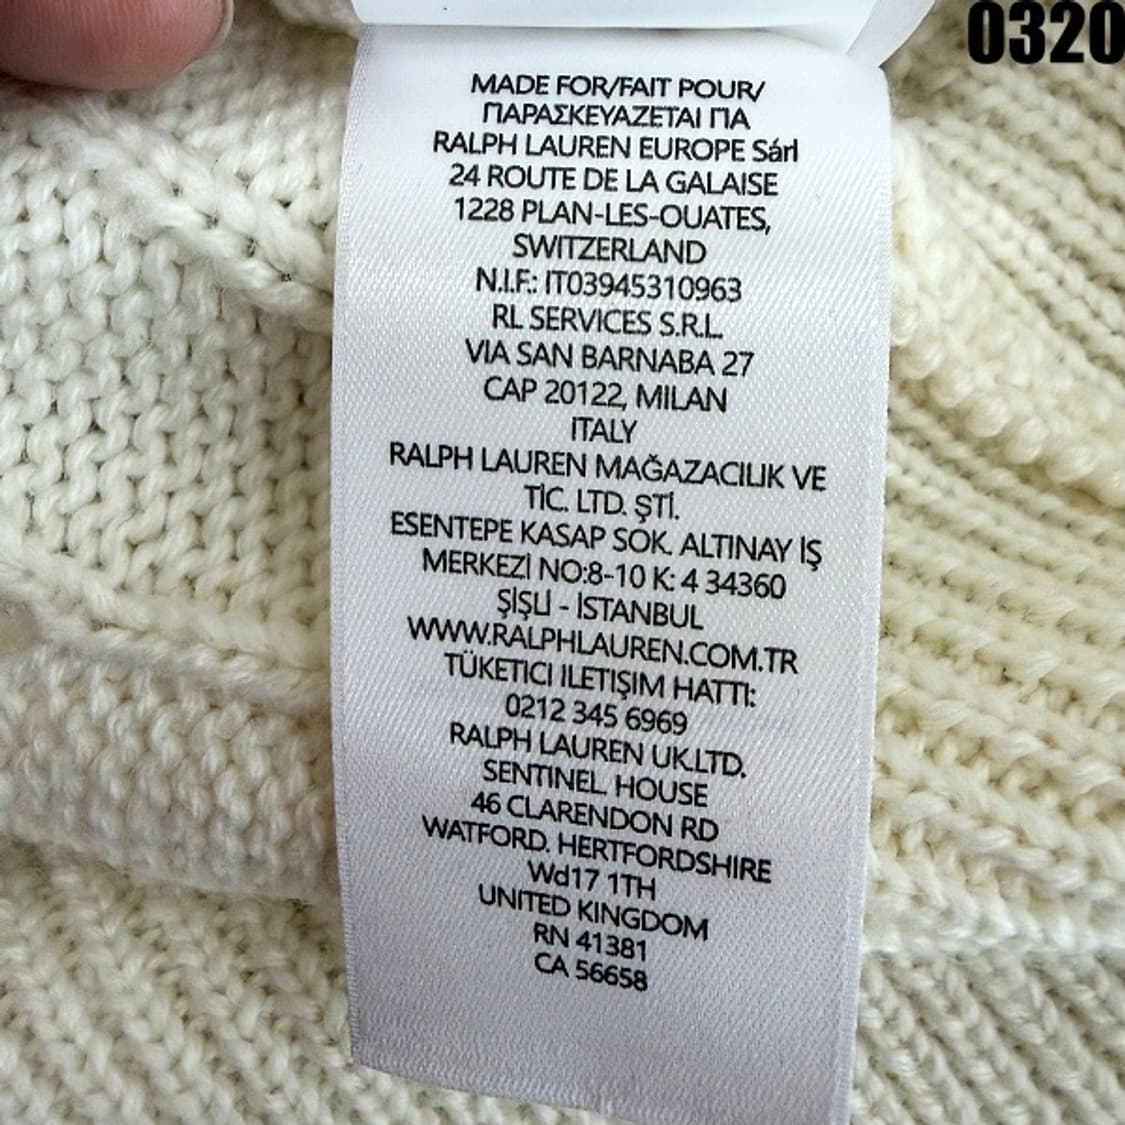 0320
MADE FOR/FAIT POUR/
ΠΑΡΑΣΚΕΥΑΖΕΤΑΙ ΓΙΑ
RALPH LAUREN EUROPE Sárl
24 ROUTE DE LA GALAISE
1228 PLAN-LES-OUATES,
SWITZERLAND
N.I.F.: IT03945310963
RL SERVICES S.R.L.
VIA SAN BARNABA 27
CAP 20122, MILAN
ITALY
RALPH LAUREN MAĞAZACILIK VE
TİC. LTD. ŞTİ.
ESENTEPE KASAP SOK. ALTINAY İŞ
MERKEZİ NO:8-10 K: 4 34360
ŞİŞLİ - İSTANBUL
WWW.RALPHLAUREN.COM.TR
TÜKETICI ILETIŞIM HATTI:
0212 345 6969
RALPH LAUREN UK.LTD.
SENTINEL HOUSE
46 CLARENDON RD
WATFORD. HERTFORDSHIRE
Wd17 1TH
UNITED KINGDOM
RN 41381
CA 56658